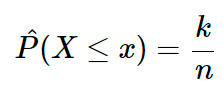 P̂(X ≤ x) = k/n